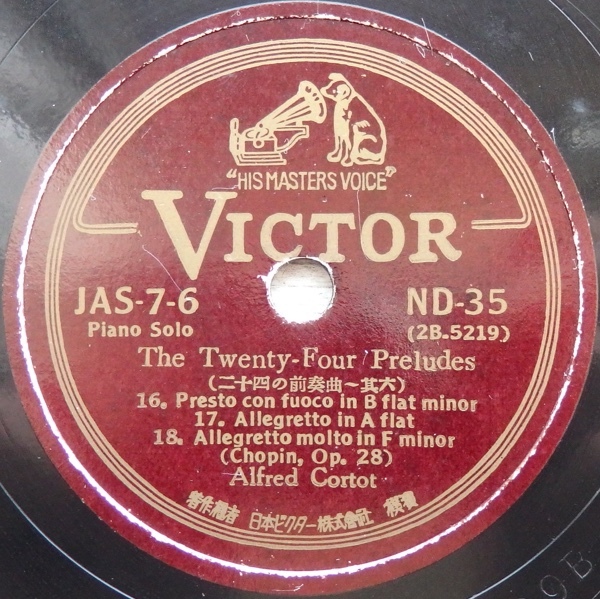 "HIS MASTERS VOICE"
VICTOR
JAS-7-6
Piano Solo
ND-35
(2B.5219)
The Twenty-Four Preludes
(二十四の前奏曲~其六)
16. Presto con fuoco in B flat minor
17. Allegretto in A flat
18. Allegretto molto in F minor
(Chopin, Op. 28)
Alfred Cortot
著作権者 日本ビクター株式會社 横濱